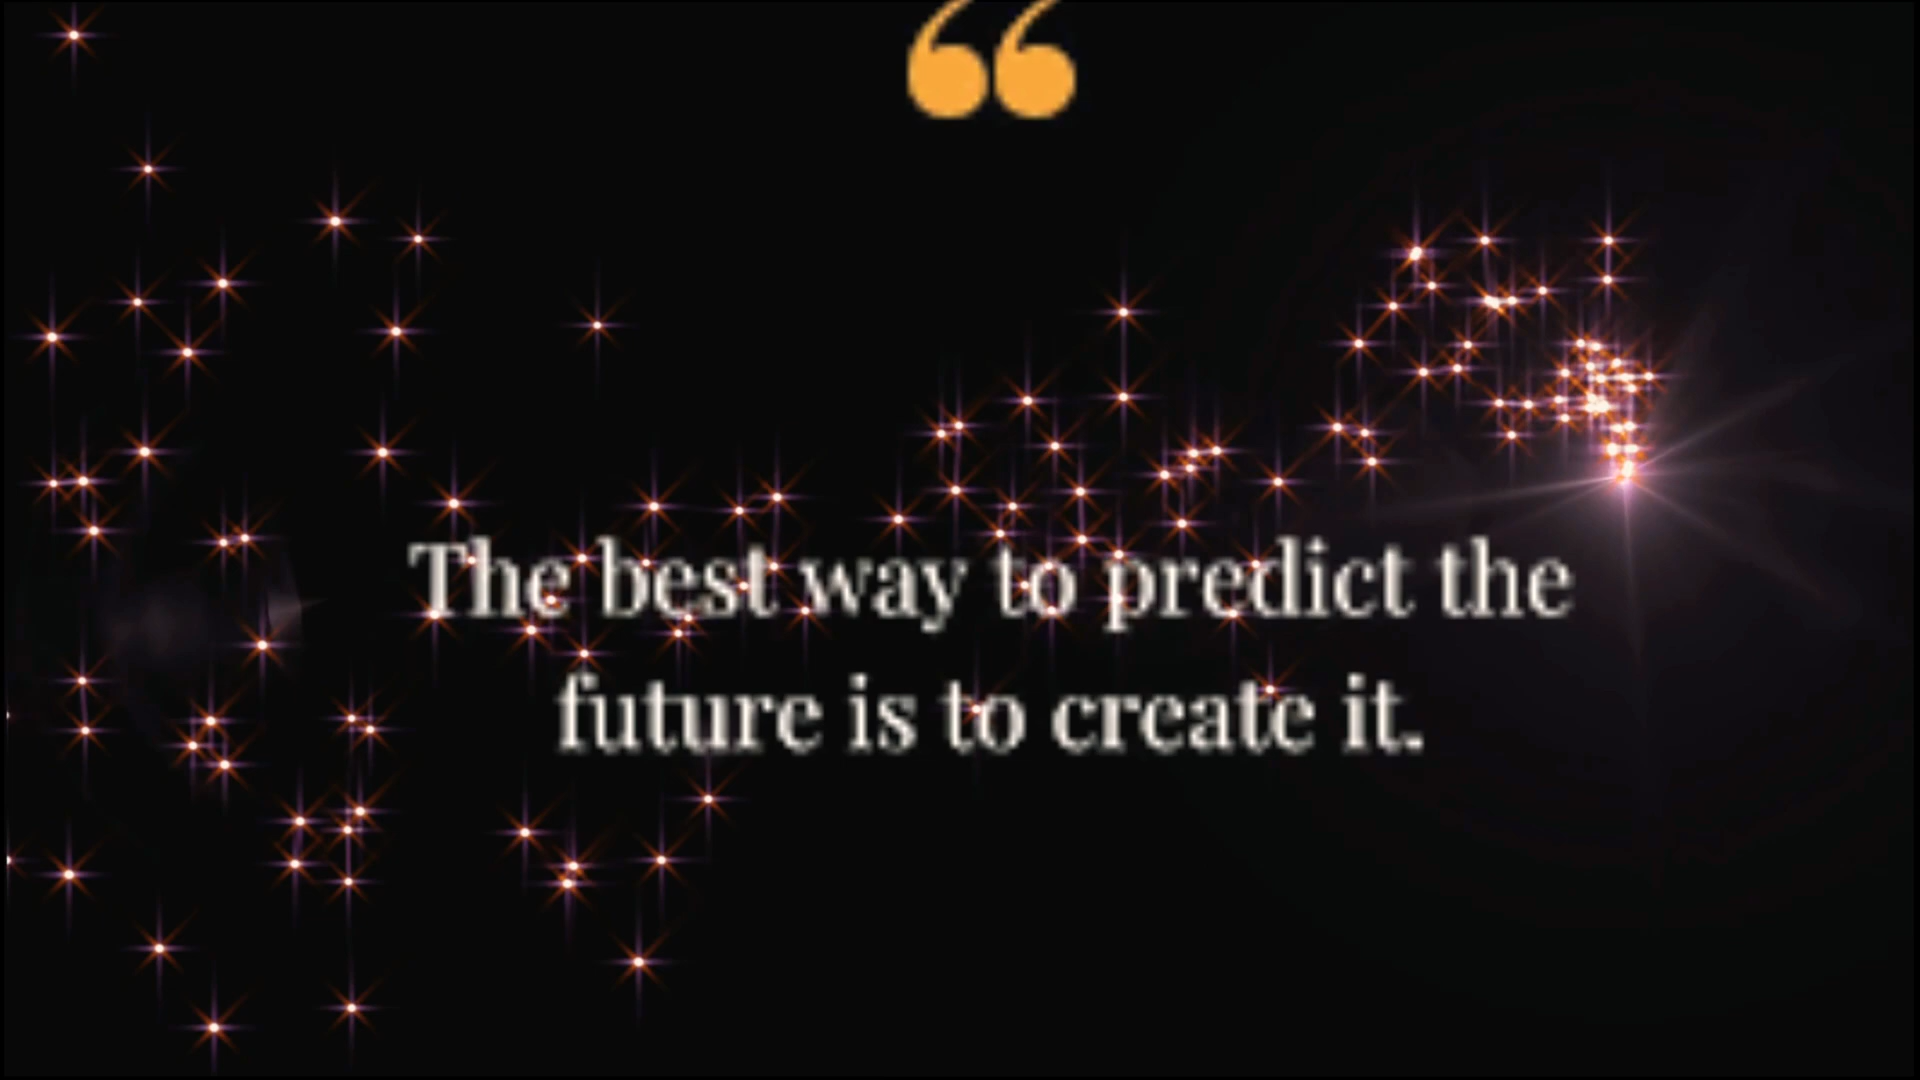 “
The best way to predict the
future is to create it.